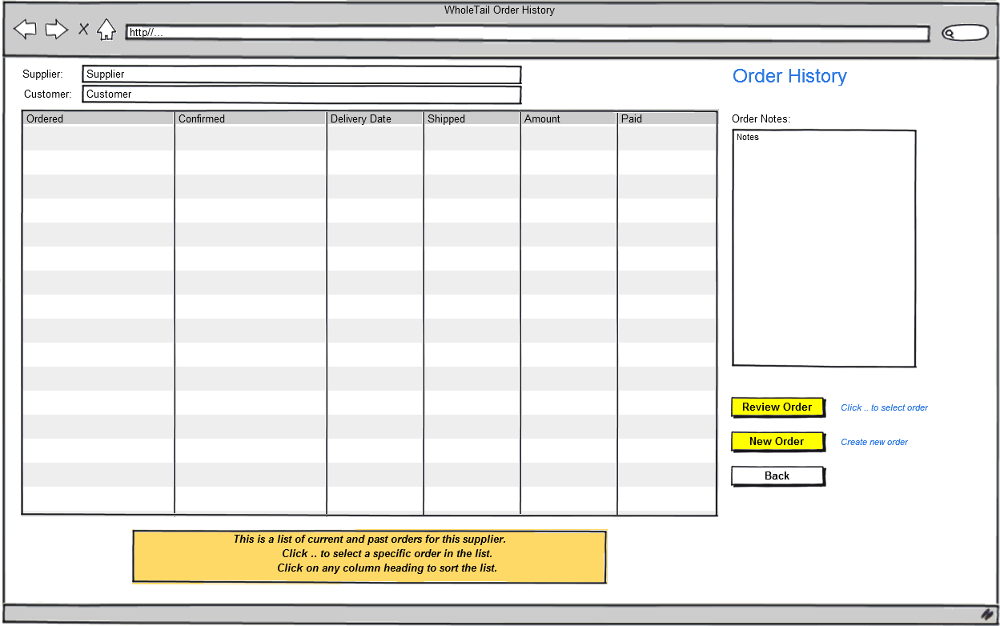 WholeTail Order History
http//...
Supplier: Supplier
Order History
Customer: Customer
Ordered Confirmed Delivery Date Shipped Amount Paid
Order Notes:
Notes
Review Order Click .. to select order
New Order Create new order
Back
This is a list of current and past orders for this supplier.
Click .. to select a specific order in the list.
Click on any column heading to sort the list.